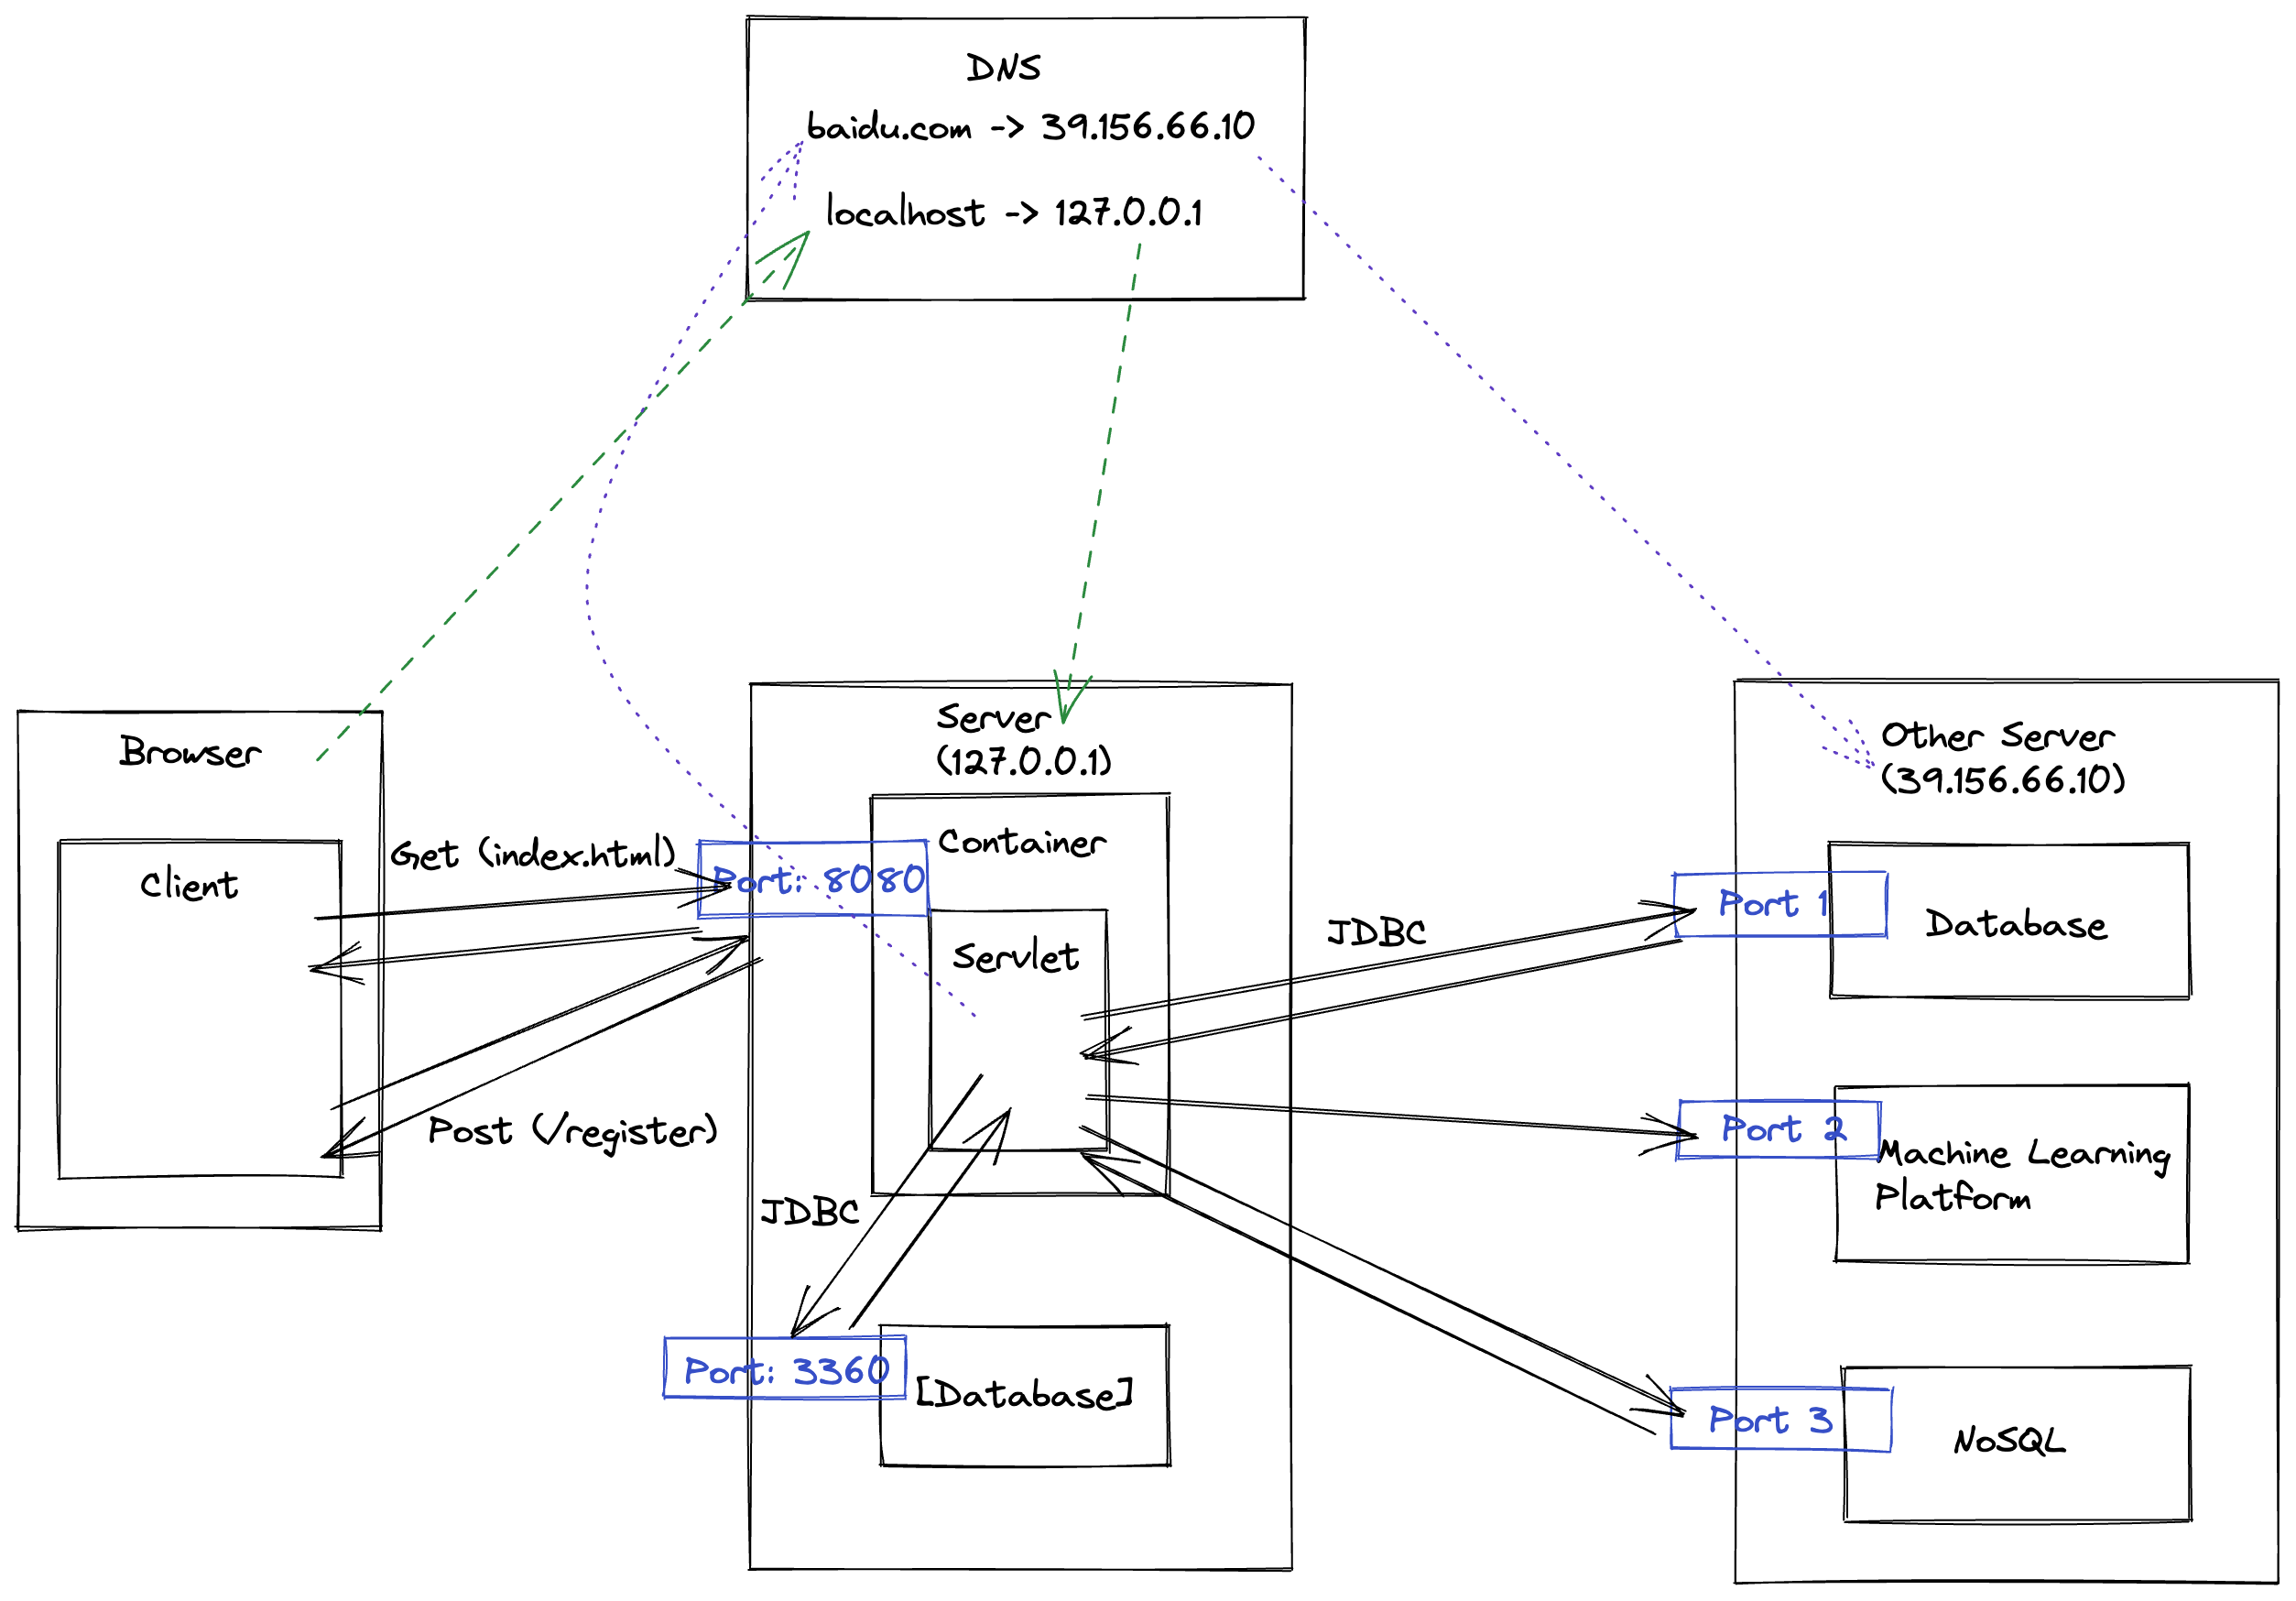 DNS
baidu.com -> 39.156.66.10
localhost -> 127.0.0.1
Browser
Client
Get (index.html)
Post (/register)
Server
(127.0.0.1)
Container
Port: 8080
Servlet
JDBC
Port: 3360
[Database]
JDBC
Other Server
(39.156.66.10)
Port 1
Database
Port 2
Machine Learning
Platform
Port 3
NoSQL